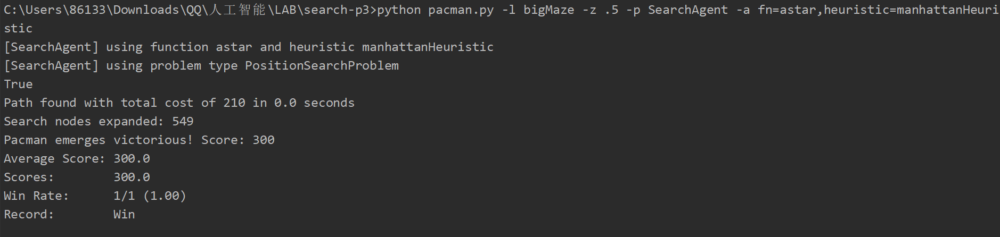 C:\Users\86133\Downloads\QQ\人工智能\LAB\search-p3>python pacman.py -l bigMaze -z .5 -p SearchAgent -a fn=astar,heuristic=manhattanHeuri
stic
[SearchAgent] using function astar and heuristic manhattanHeuristic
[SearchAgent] using problem type PositionSearchProblem
True
Path found with total cost of 210 in 0.0 seconds
Search nodes expanded: 549
Pacman emerges victorious! Score: 300
Average Score: 300.0
Scores:        300.0
Win Rate:      1/1 (1.00)
Record:        Win